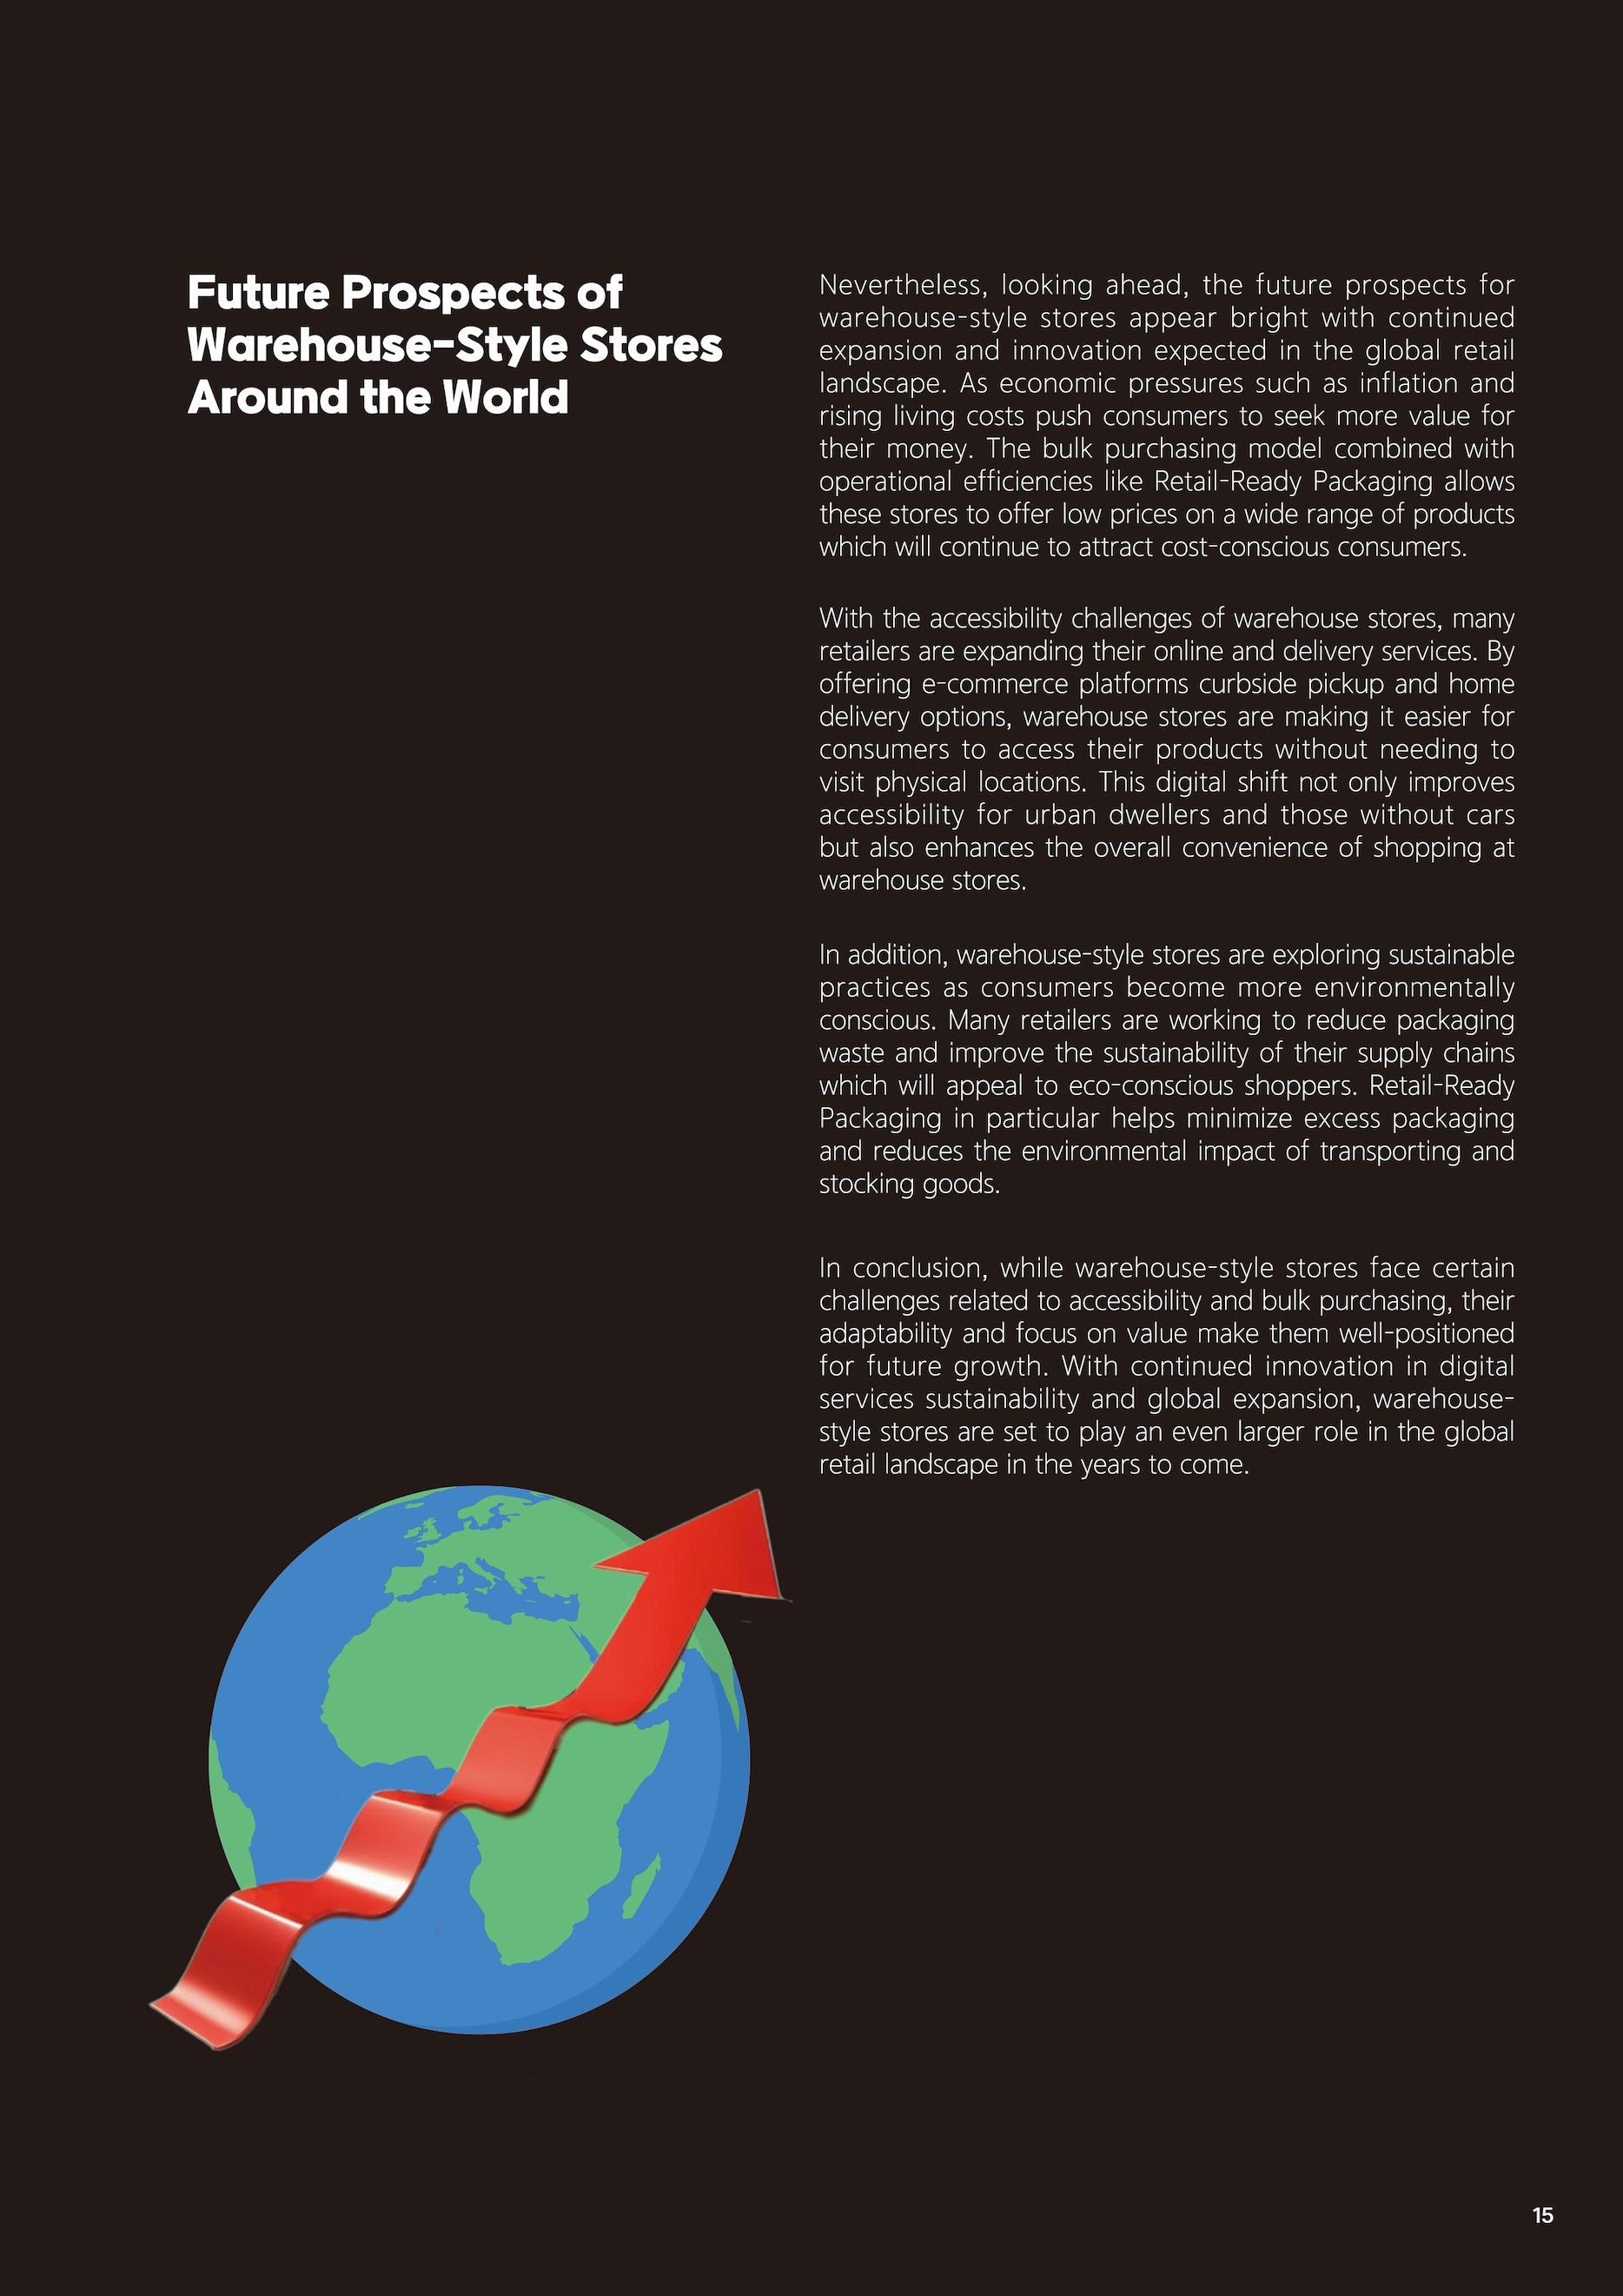 Future Prospects of
Warehouse-Style Stores
Around the World
Nevertheless, looking ahead, the future prospects for
warehouse-style stores appear bright with continued
expansion and innovation expected in the global retail
landscape. As economic pressures such as inflation and
rising living costs push consumers to seek more value for
their money. The bulk purchasing model combined with
operational efficiencies like Retail-Ready Packaging allows
these stores to offer low prices on a wide range of products
which will continue to attract cost-conscious consumers.
With the accessibility challenges of warehouse stores, many
retailers are expanding their online and delivery services. By
offering e-commerce platforms curbside pickup and home
delivery options, warehouse stores are making it easier for
consumers to access their products without needing to
visit physical locations. This digital shift not only improves
accessibility for urban dwellers and those without cars
but also enhances the overall convenience of shopping at
warehouse stores.
In addition, warehouse-style stores are exploring sustainable
practices as consumers become more environmentally
conscious. Many retailers are working to reduce packaging
waste and improve the sustainability of their supply chains
which will appeal to eco-conscious shoppers. Retail-Ready
Packaging in particular helps minimize excess packaging
and reduces the environmental impact of transporting and
stocking goods.
In conclusion, while warehouse-style stores face certain
challenges related to accessibility and bulk purchasing, their
adaptability and focus on value make them well-positioned
for future growth. With continued innovation in digital
services sustainability and global expansion, warehouse-
style stores are set to play an even larger role in the global
retail landscape in the years to come.
15